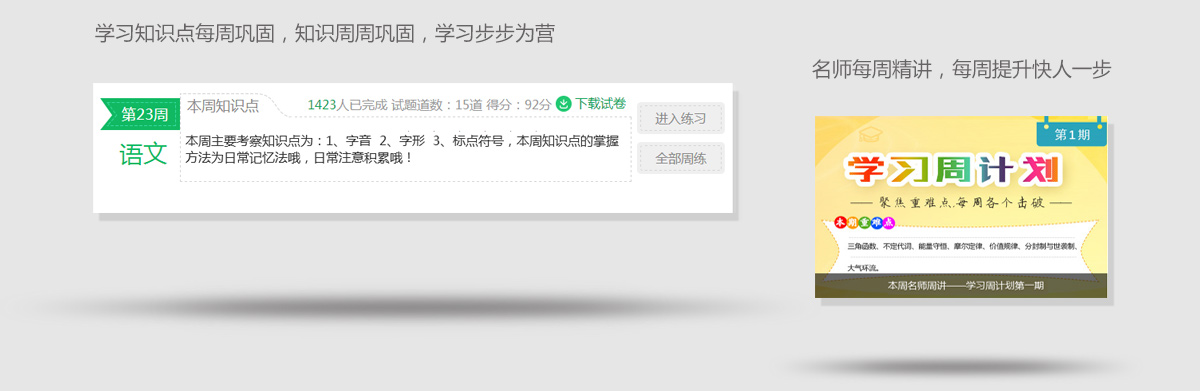 学习知识点每周巩固，知识周周巩固，学习步步为营
第23周
语文
本周知识点
1423人已完成 试题道数：15道 得分：92分 下载试卷
本周主要考察知识点为：1、字音 2、字形 3、标点符号，本周知识点的掌握
方法为日常记忆法哦，日常注意积累哦！
进入练习
全部周练
名师每周精讲，每周提升快人一步
第1期
学习周计划
—— 聚焦重难点,每周各个击破 ——
本期重难点
三角函数、不定代词、能量守恒、摩尔定律、价值规律、分封制与世袭制、
大气环流。
本周名师周讲——学习周计划第一期